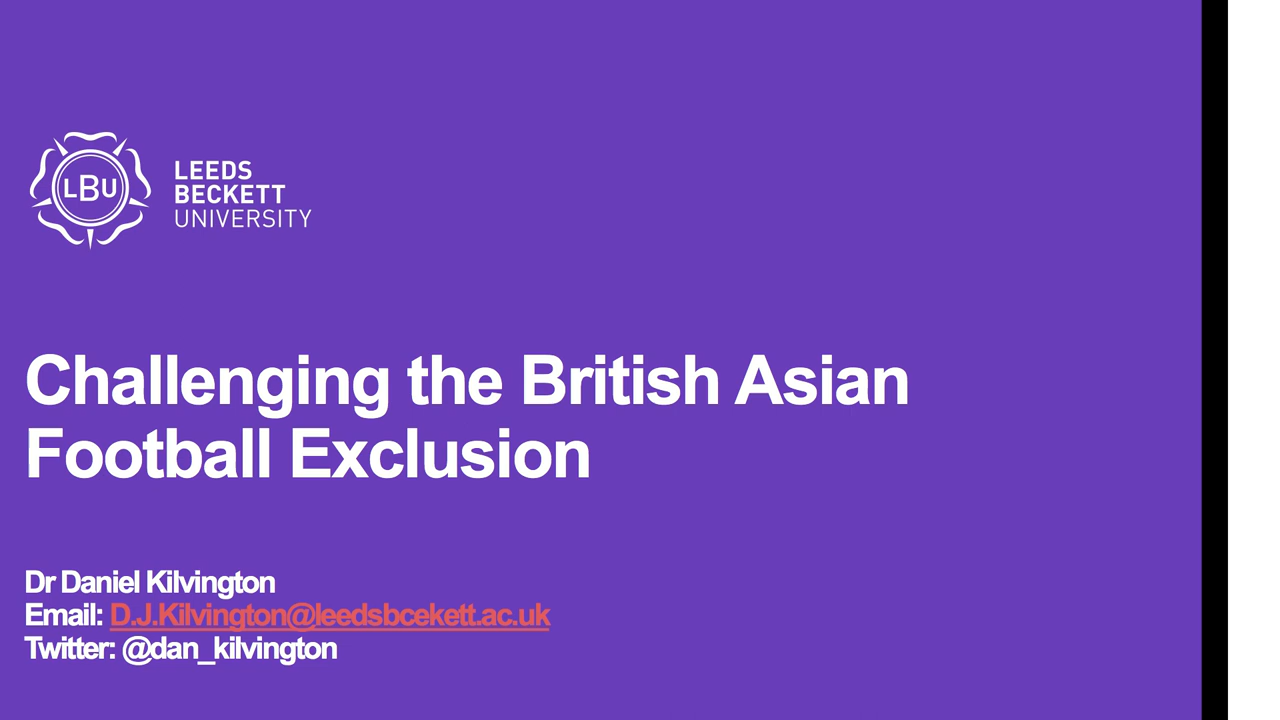 LBU
LEEDS
BECKETT
UNIVERSITY
Challenging the British Asian
Football Exclusion
Dr Daniel Kilvington
Email: D.J.Kilvington@leedsbcekett.ac.uk
Twitter: @dan_kilvington